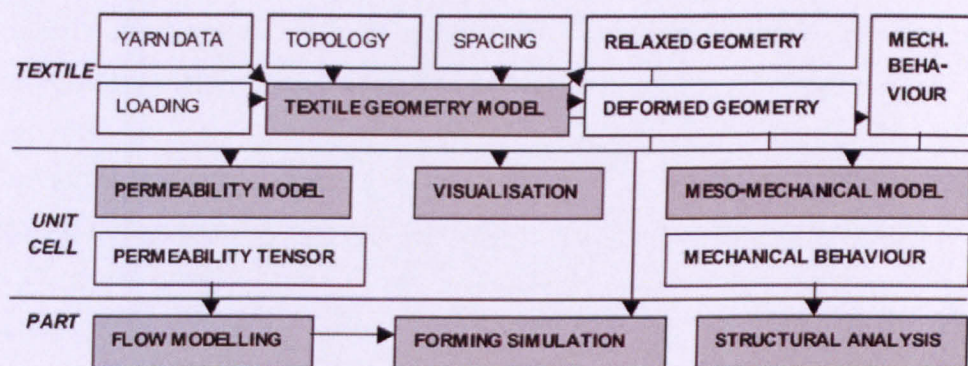 YARN DATA TOPOLOGY SPACING RELAXED GEOMETRY MECH.
BEHA-
VIOUR
TEXTILE
LOADING TEXTILE GEOMETRY MODEL DEFORMED GEOMETRY
PERMEABILITY MODEL VISUALISATION MESO-MECHANICAL MODEL
UNIT
CELL
PERMEABILITY TENSOR MECHANICAL BEHAVIOUR
PART
FLOW MODELLING FORMING SIMULATION STRUCTURAL ANALYSIS